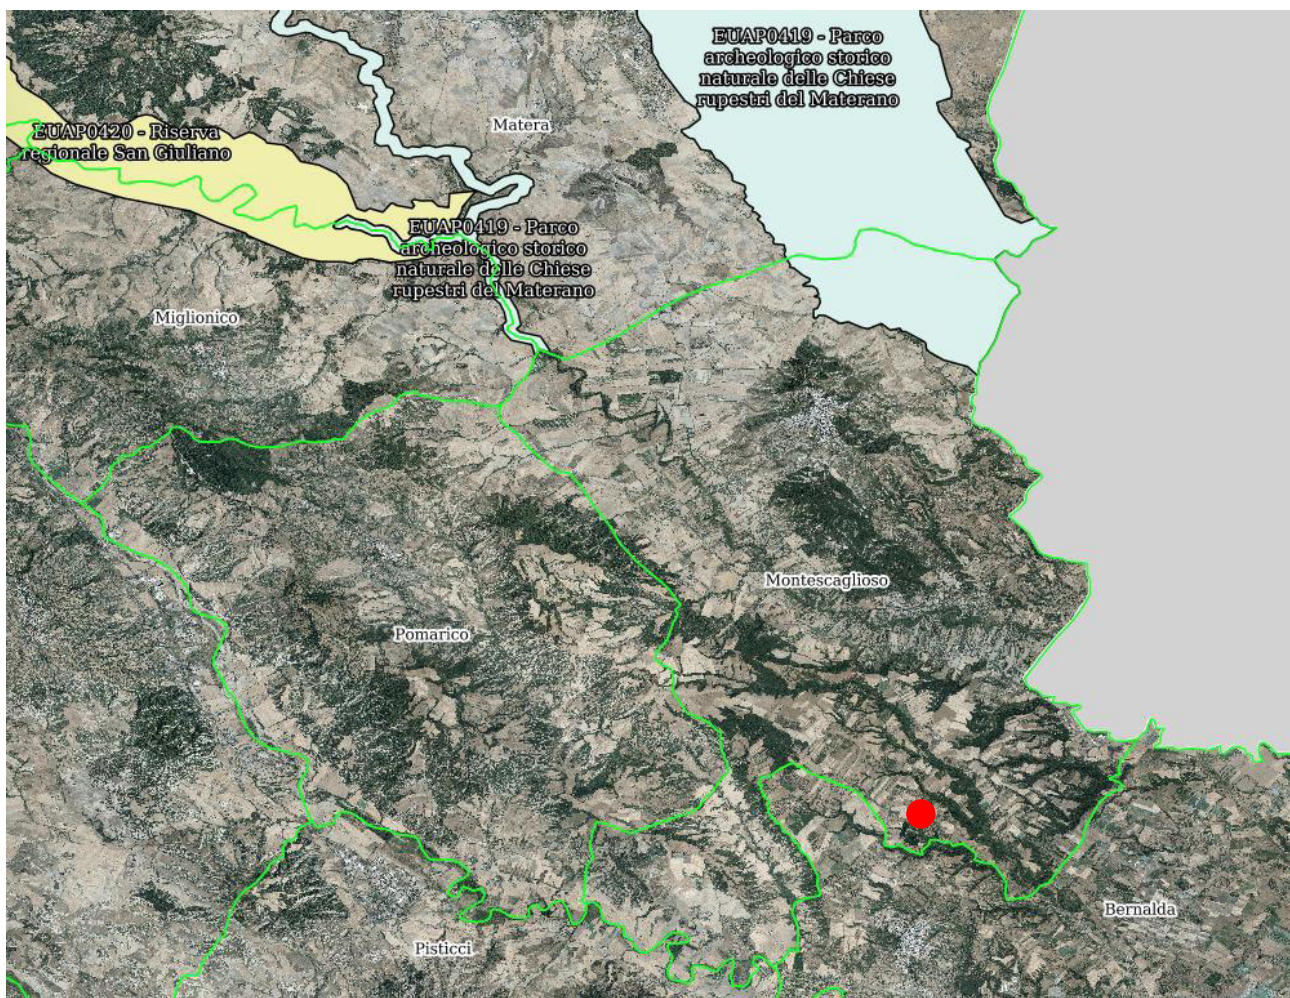 EUAP0419 - Parco
archeologico storico
naturale delle Chiese
rupestri del Materano
Matera
EUAP0420 - Riserva
regionale San Giuliano
EUAP0419 - Parco
archeologico storico
naturale delle Chiese
rupestri del Materano
Miglionico
Montescaglioso
Pomarico
Bernalda
Pisticci